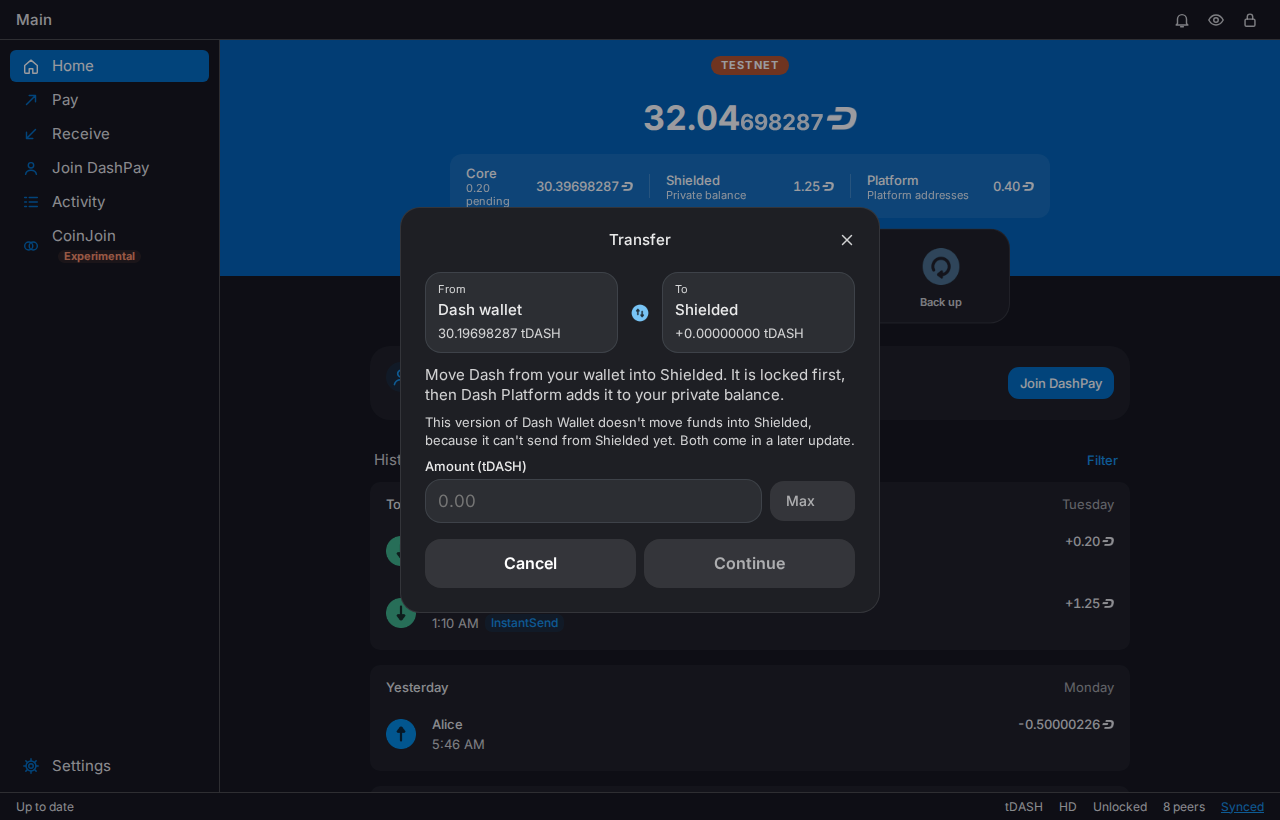 Main
Home
Pay
Receive
Join DashPay
Activity
CoinJoin
Experimental
Settings
TESTNET
32.04698287
Core
0.20
pending
30.39698287
Shielded
Private balance
1.25
Platform
Platform addresses
0.40
Back up
Join DashPay
Filter
Tuesday
+0.20
+1.25
1:10 AM
InstantSend
Yesterday
Monday
Alice
-0.50000226
5:46 AM
Transfer
From
Dash wallet
30.19698287 tDASH
To
Shielded
+0.00000000 tDASH
Move Dash from your wallet into Shielded. It is locked first,
then Dash Platform adds it to your private balance.
This version of Dash Wallet doesn't move funds into Shielded,
because it can't send from Shielded yet. Both come in a later update.
Amount (tDASH)
0.00
Max
Cancel
Continue
Up to date
tDASH
HD
Unlocked
8 peers
Synced